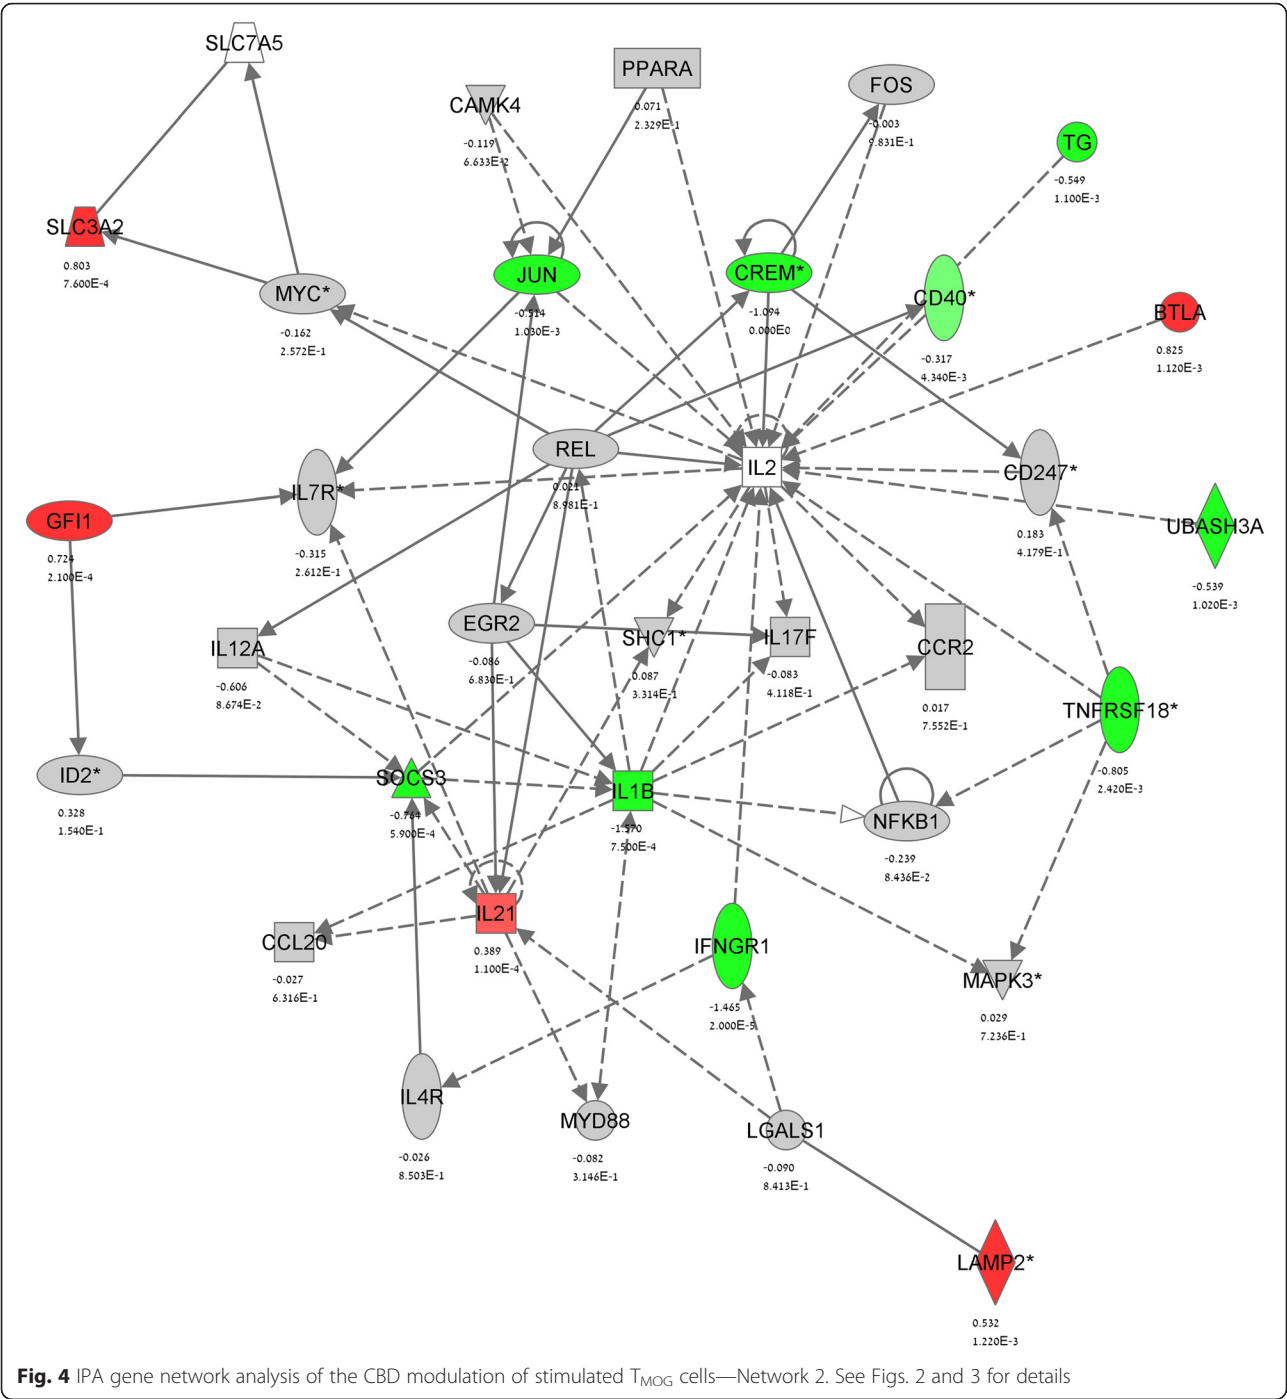 SLC7A5
PPARA
0.071
2.329E-1
FOS
-0.003
9.831E-1
CAMK4
-0.119
6.633E-2
TG
-0.549
1.100E-3
SLC3A2
0.803
7.600E-4
MYC*
-0.162
2.572E-1
JUN
-0.514
1.030E-3
CREM*
-1.094
0.000E0
CD40*
-0.317
4.340E-3
BTLA
0.825
1.120E-3
REL
0.021
8.981E-1
IL2
CD247*
0.183
4.179E-1
IL7R*
-0.315
2.612E-1
GFI1
0.724
2.100E-4
UBASH3A
-0.539
1.020E-3
EGR2
-0.086
6.830E-1
SHC1*
0.087
3.314E-1
IL17F
-0.083
4.118E-1
CCR2
0.017
7.552E-1
IL12A
-0.606
8.674E-2
TNFRSF18*
-0.805
2.420E-3
ID2*
0.328
1.540E-1
SOCS3
-0.764
5.900E-4
IL1B
-1.570
7.500E-4
NFKB1
-0.239
8.436E-2
IL21
0.389
1.100E-4
CCL20
-0.027
6.316E-1
IFNGR1
-1.465
2.000E-5
MAPK3*
0.029
7.236E-1
IL4R
-0.026
8.503E-1
MYD88
-0.082
3.146E-1
LGALS1
-0.090
8.413E-1
LAMP2*
0.532
1.220E-3
Fig. 4 IPA gene network analysis of the CBD modulation of stimulated TMOG cells—Network 2. See Figs. 2 and 3 for details